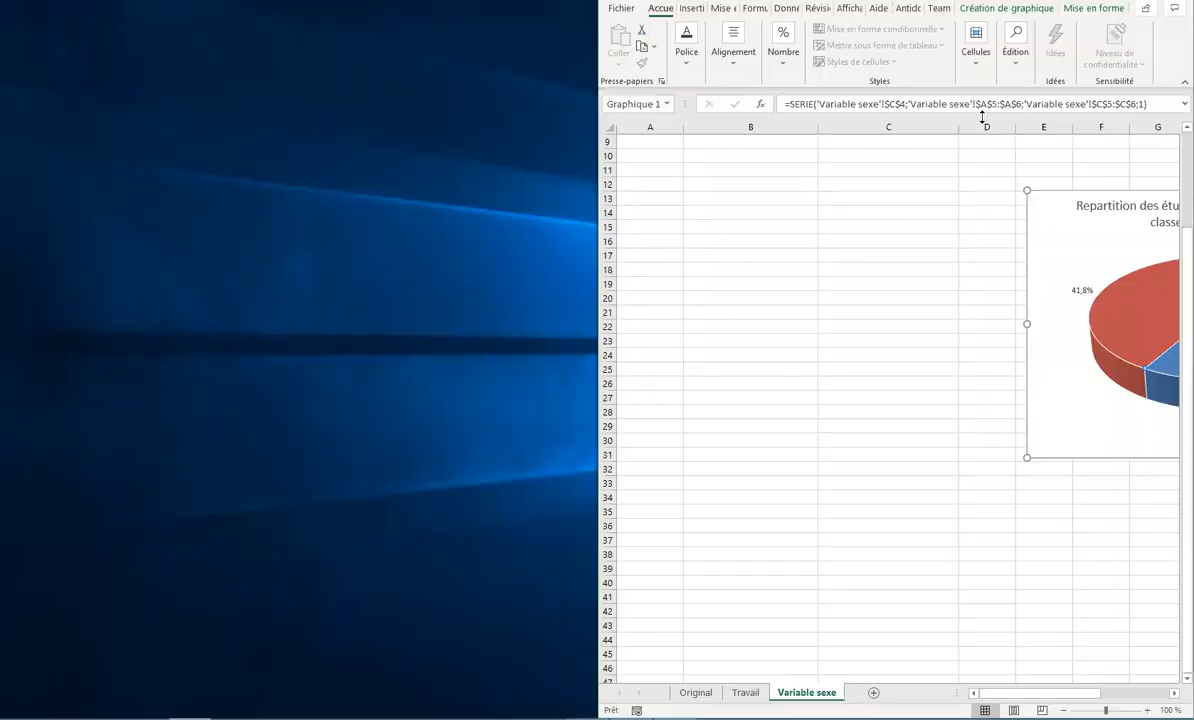 Fichier Accue Inserti Mise e Formu Donn Révisi Afficha Aide Antidc Team Création de graphique Mise en forme
Coller
Police
Alignement
Nombre
Mise en forme conditionnelle
Mettre sous forme de tableau
Styles de cellules
Cellules
Édition
Idées
Niveau de
confidentialité
Presse-papiers
Styles
Idées
Sensibilité
Graphique 1 fx =SERIE('Variable sexe'!$C$4;'Variable sexe'!$A$5:$A$6;'Variable sexe'!$C$5:$C$6;1)
A B C D E F G
9
10
11
12
13
14
15
16
17
18
19
20
21
22
23
24
25
26
27
28
29
30
31
32
33
34
35
36
37
38
39
40
41
42
43
44
45
46
47
Repartition des étu
classe
41,8%
Original Travail Variable sexe
Prêt 100 %